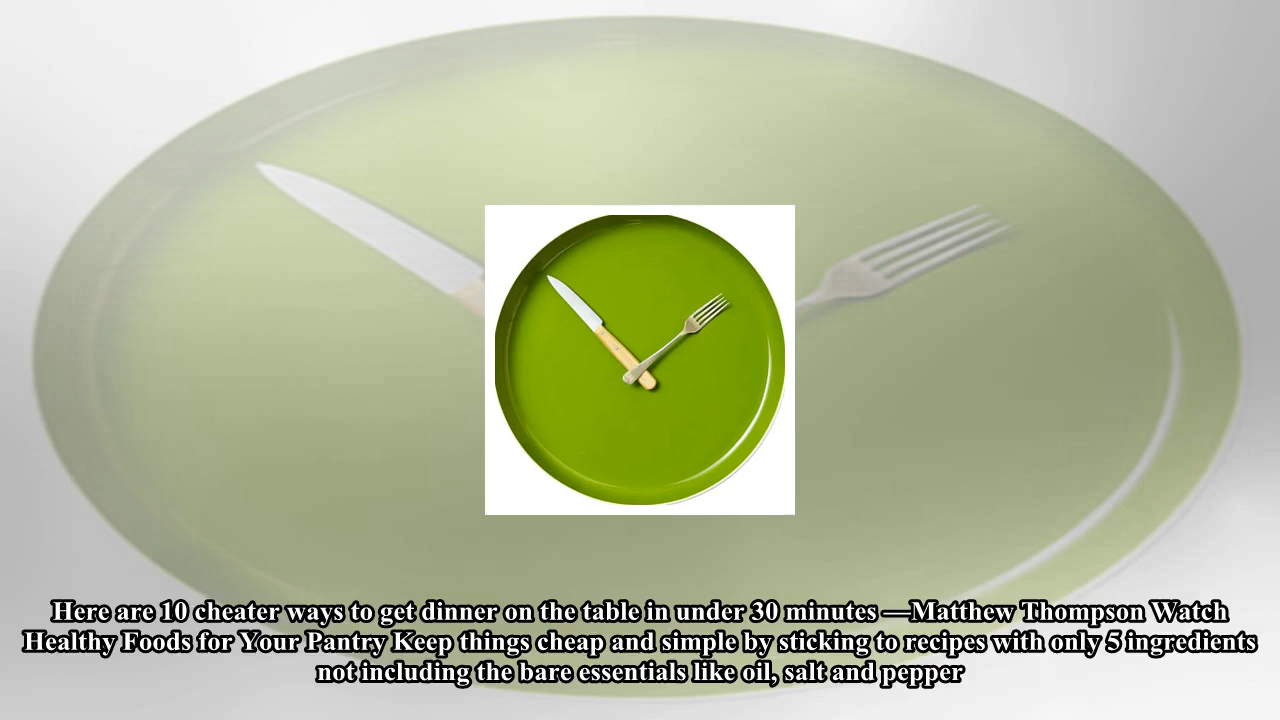 Here are 10 cheater ways to get dinner on the table in under 30 minutes —Matthew Thompson Watch
Healthy Foods for Your Pantry Keep things cheap and simple by sticking to recipes with only 5 ingredients
not including the bare essentials like oil, salt and pepper